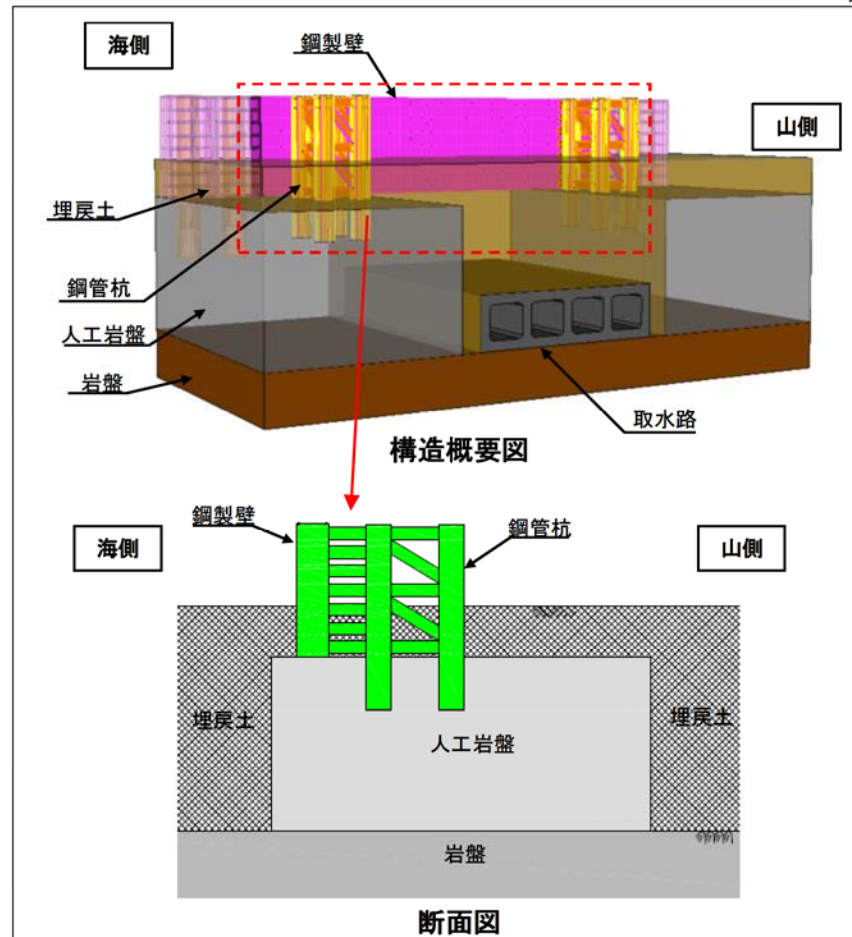 海側
鋼製壁
山側
埋戻土
鋼管杭
人工岩盤
岩盤
取水路
構造概要図
海側
鋼製壁
鋼管杭
山側
埋戻土
埋戻土
人工岩盤
岩盤
断面図